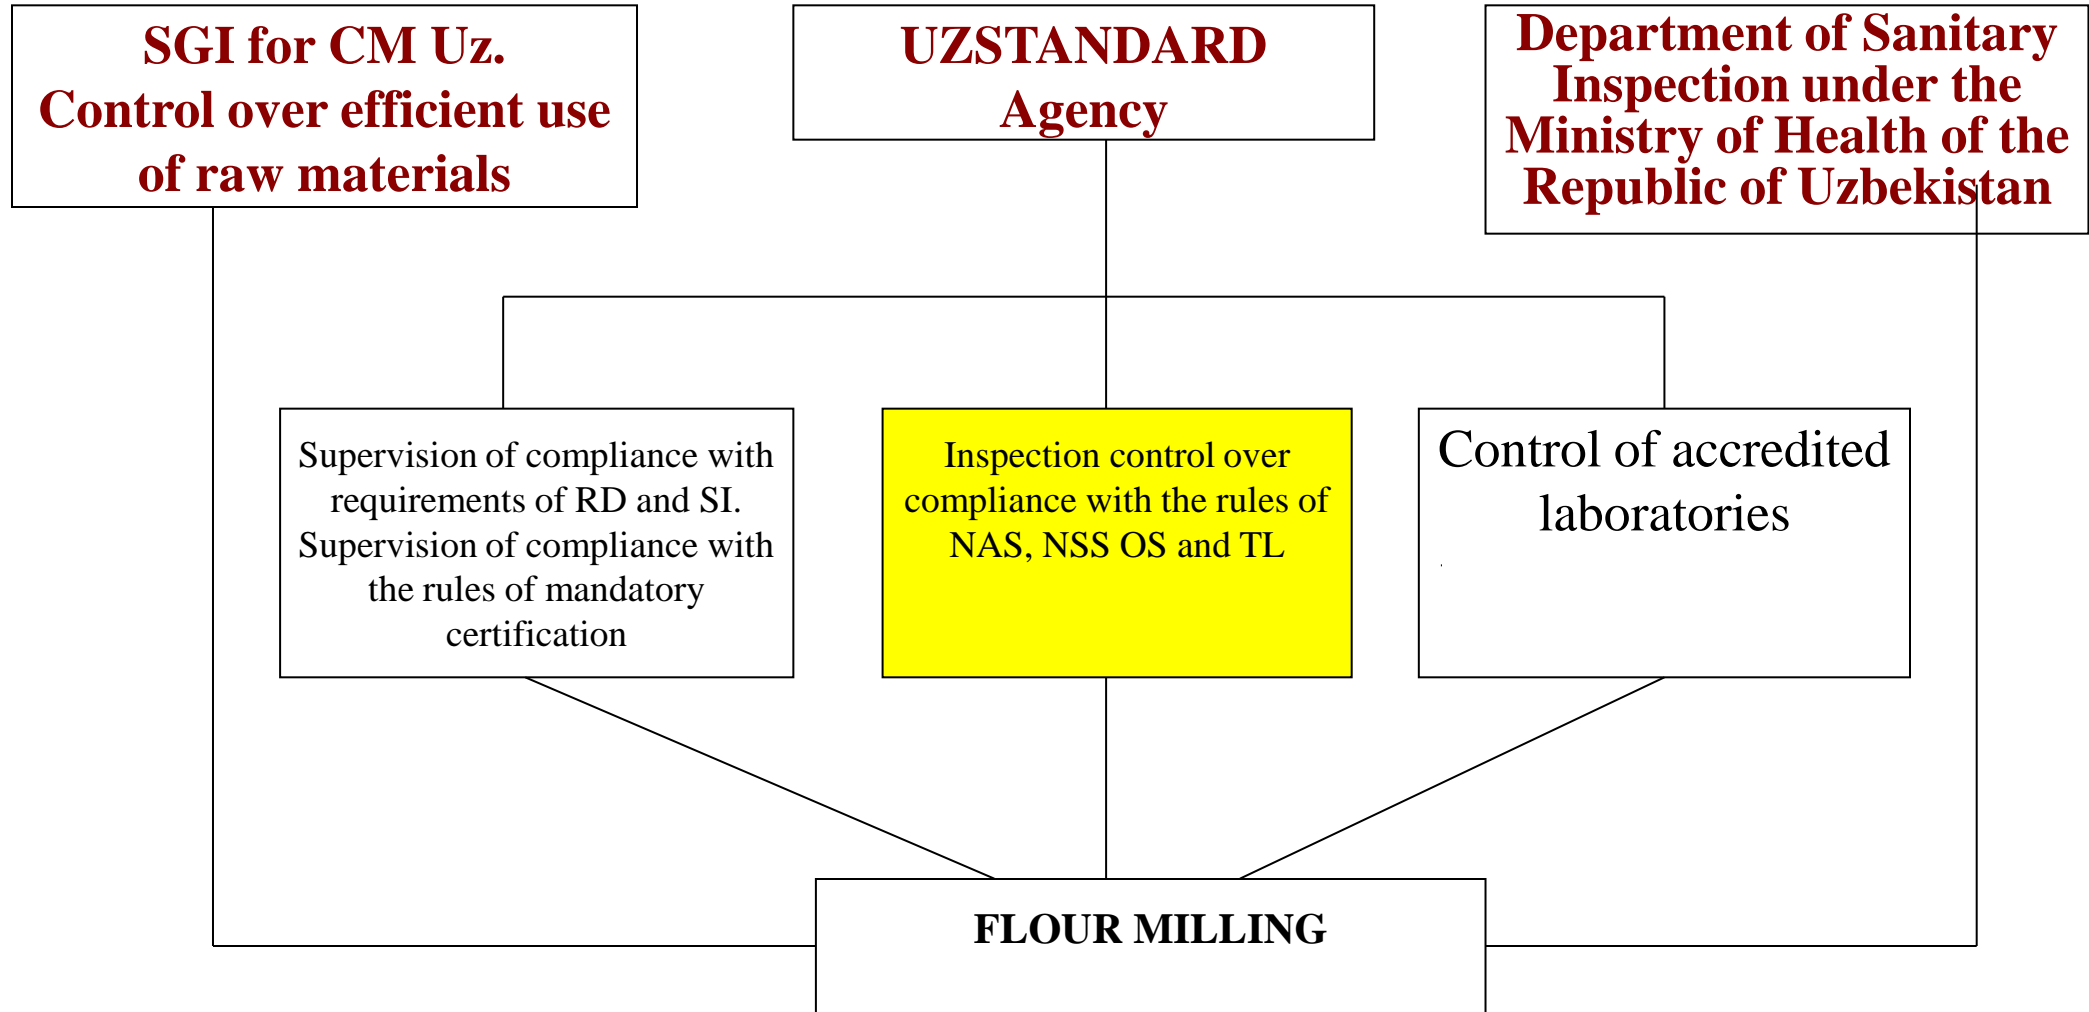 SGI for CM Uz.
Control over efficient use
of raw materials
UZSTANDARD
Agency
Department of Sanitary
Inspection under the
Ministry of Health of the
Republic of Uzbekistan
Supervision of compliance with
requirements of RD and SI.
Supervision of compliance with
the rules of mandatory
certification
Inspection control over
compliance with the rules of
NAS, NSS OS and TL
Control of accredited
laboratories
.
FLOUR MILLING